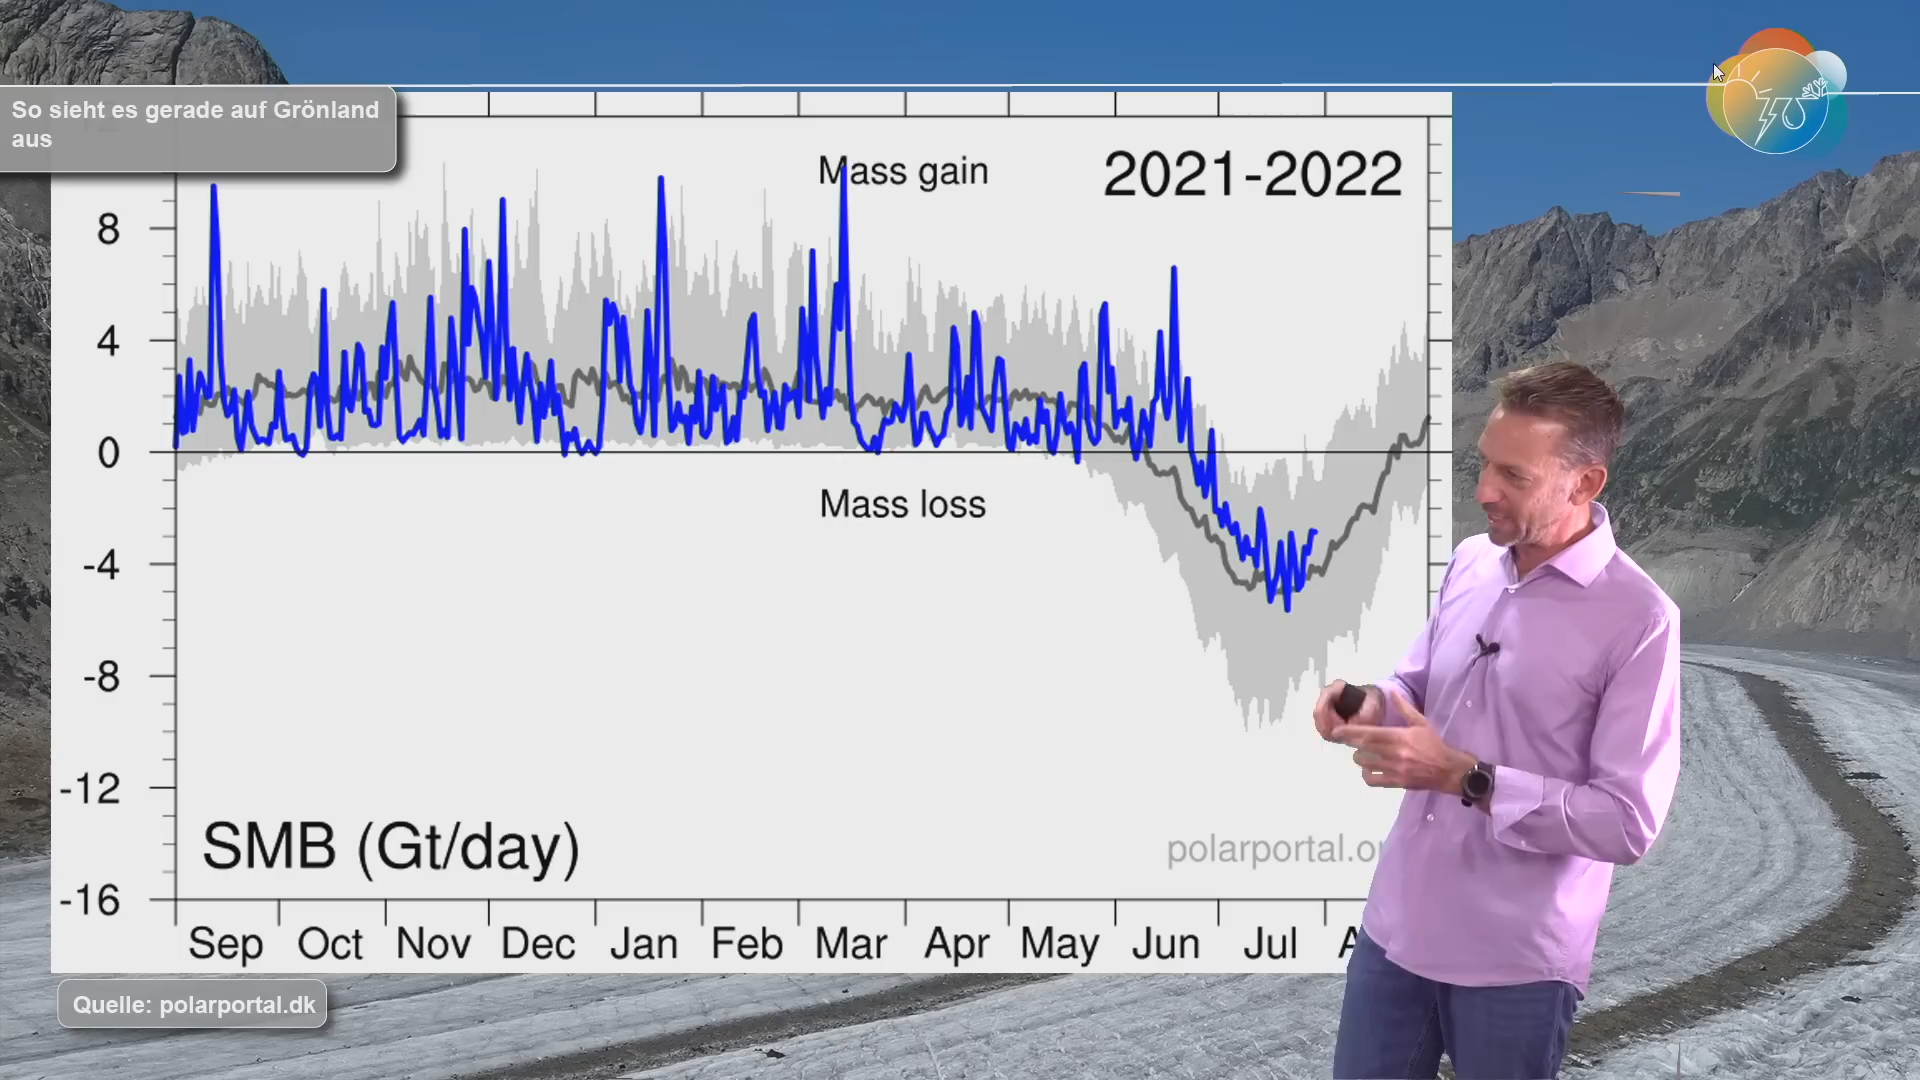 So sieht es gerade auf Grönland
aus
Mass gain
2021-2022
8
4
0
Mass loss
-4
-8
-12
SMB (Gt/day)
polarportal.o
-16
Sep Oct Nov Dec Jan Feb Mar Apr May Jun Jul
Quelle: polarportal.dk